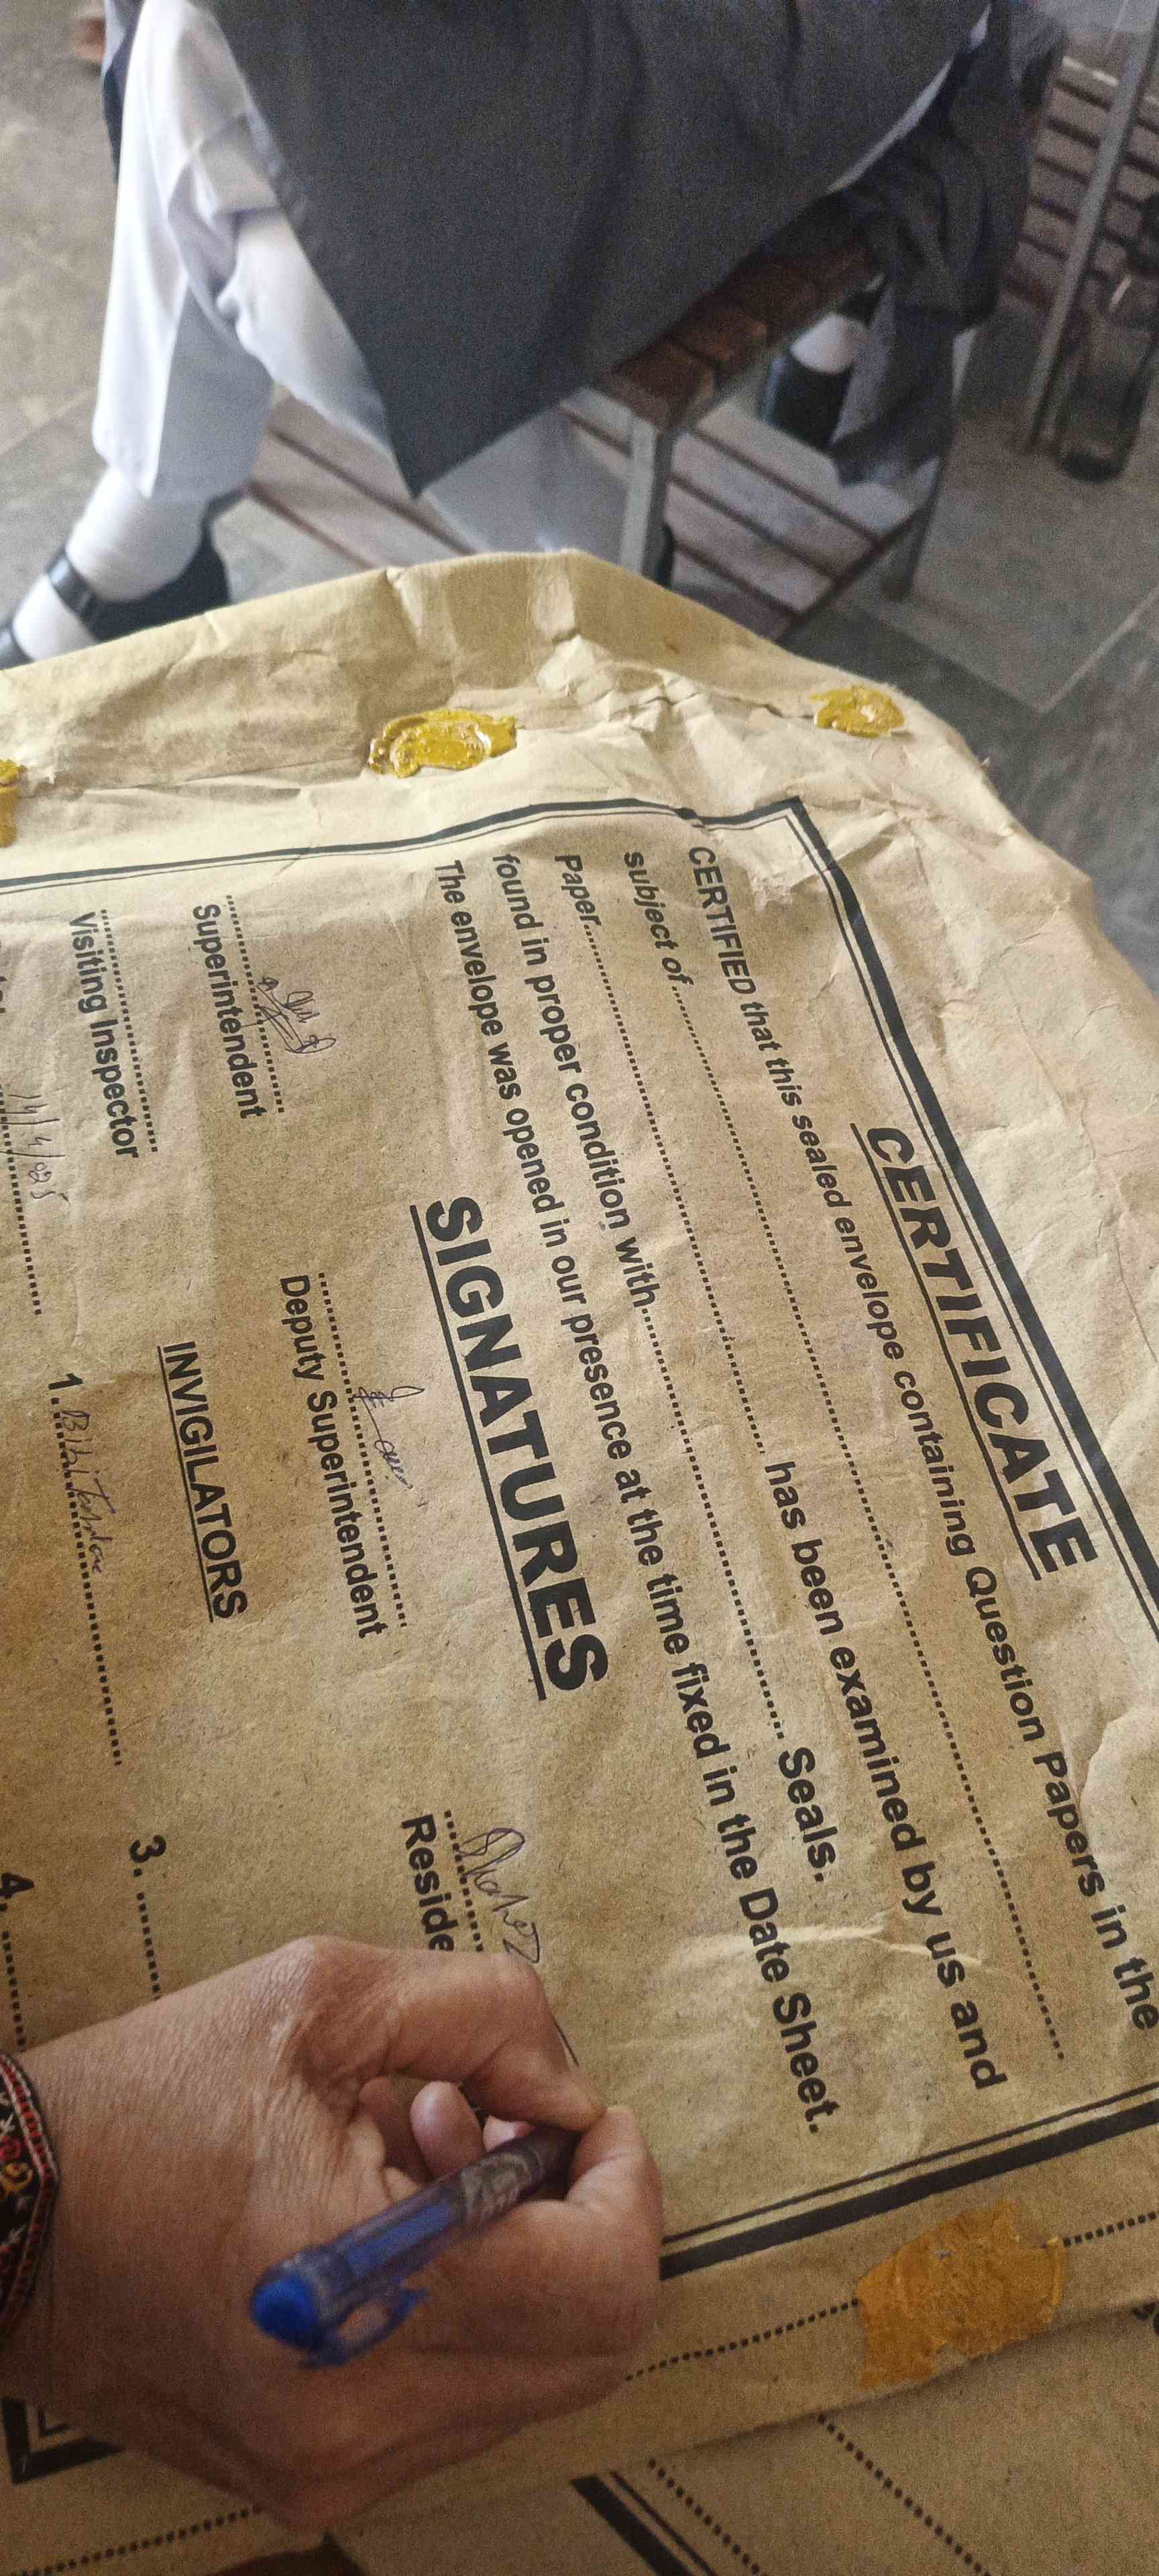 CERTIFICATE
CERTIFIED that this sealed envelope containing Question Papers in the
subject of
Paper has been examined by us and
found in proper condition with Seals.
The envelope was opened in our presence at the time fixed in the Date Sheet.
SIGNATURES
Superintendent Deputy Superintendent Reside
Visiting Inspector INVIGILATORS
1. Bibi 3.
4.